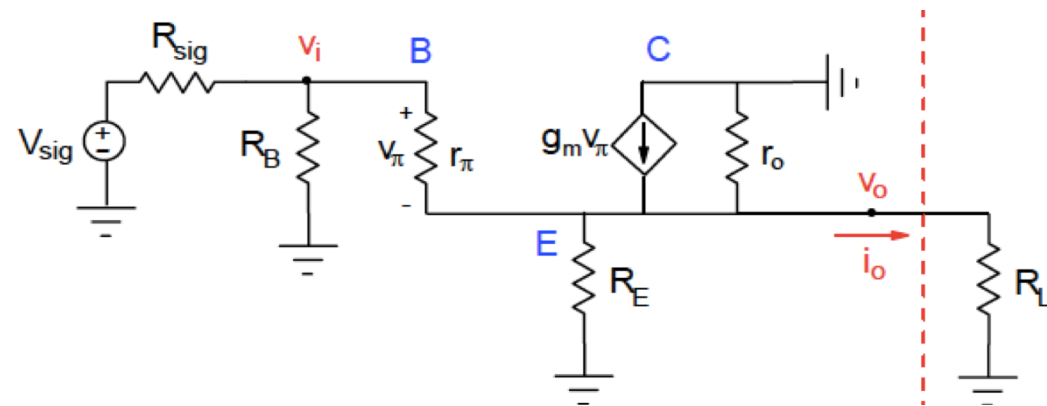 R_sig
v_i
B
C
V_sig
+
-
R_B
+
v_π
-
r_π
g_m v_π
r_o
v_o
i_o
E
R_E
R_L